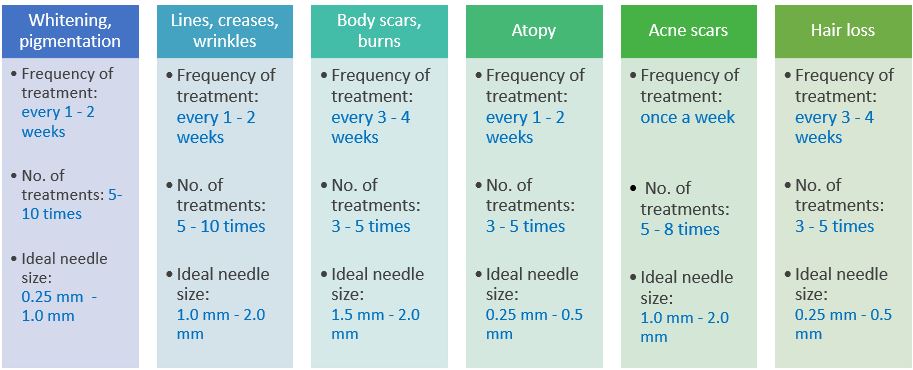 Whitening,
pigmentation
• Frequency of
treatment:
every 1 - 2
weeks
• No. of
treatments: 5-
10 times
• Ideal needle
size:
0.25 mm -
1.0 mm
Lines, creases,
wrinkles
• Frequency of
treatment:
every 1 - 2
weeks
• No. of
treatments:
5 - 10 times
• Ideal needle
size:
1.0 mm - 2.0
mm
Body scars,
burns
• Frequency of
treatment:
every 3 - 4
weeks
• No. of
treatments:
3 - 5 times
• Ideal needle
size:
1.5 mm - 2.0
mm
Atopy
• Frequency of
treatment:
every 1 - 2
weeks
• No. of
treatments:
3 - 5 times
• Ideal needle
size:
0.25 mm - 0.5
mm
Acne scars
• Frequency of
treatment:
once a week
• No. of
treatments:
5 - 8 times
• Ideal needle
size:
1.0 mm - 2.0
mm
Hair loss
• Frequency of
treatment:
every 3 - 4
weeks
• No. of
treatments:
3 - 5 times
• Ideal needle
size:
0.25 mm - 0.5
mm